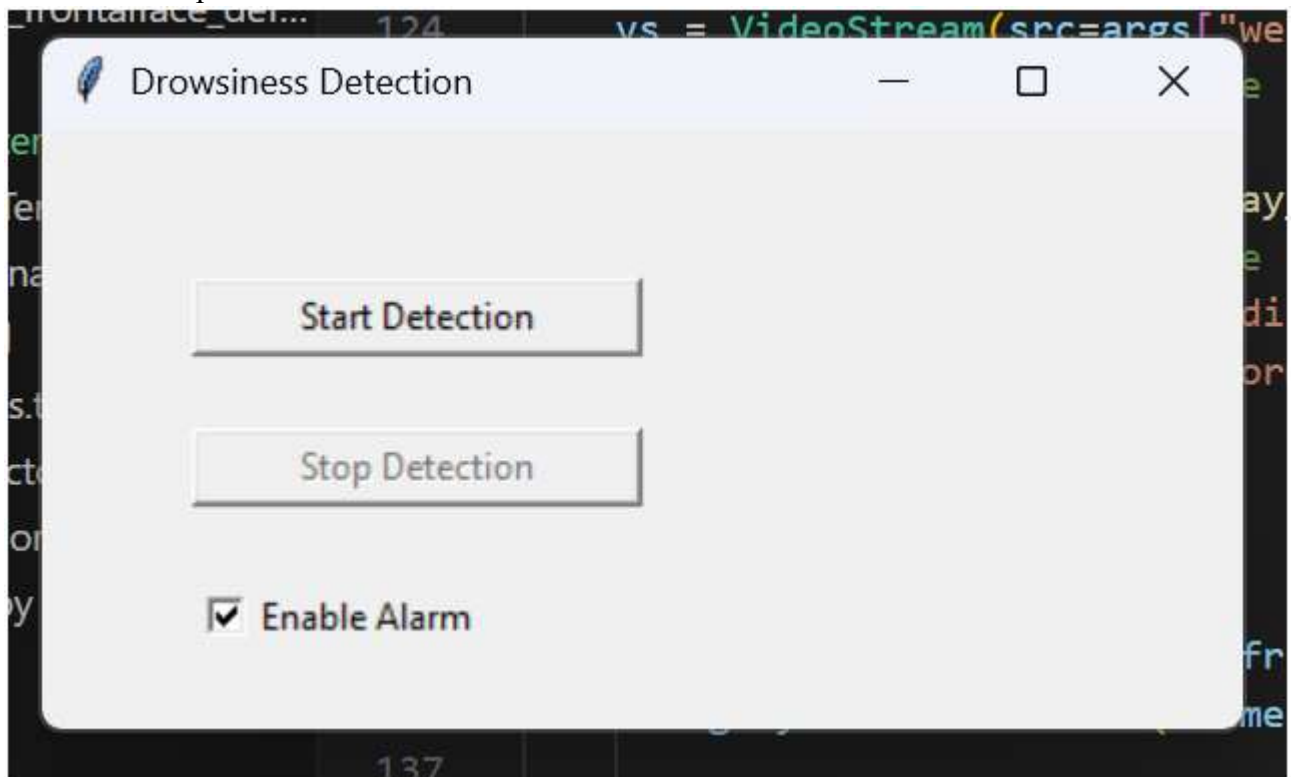 124
vs = VideoStream(src=args["we
Drowsiness Detection
Start Detection
Stop Detection
Enable Alarm
137